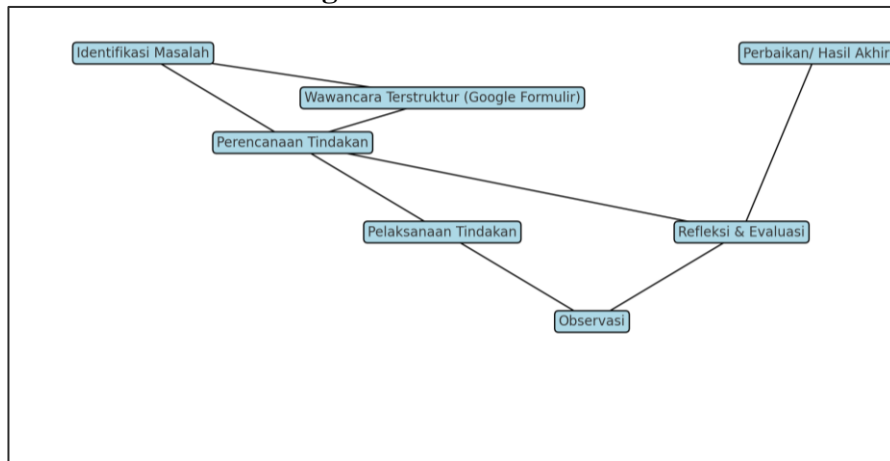 Identifikasi Masalah
Perbaikan/ Hasil Akhir
Wawancara Terstruktur (Google Formulir)
Perencanaan Tindakan
Pelaksanaan Tindakan
Refleksi & Evaluasi
Observasi